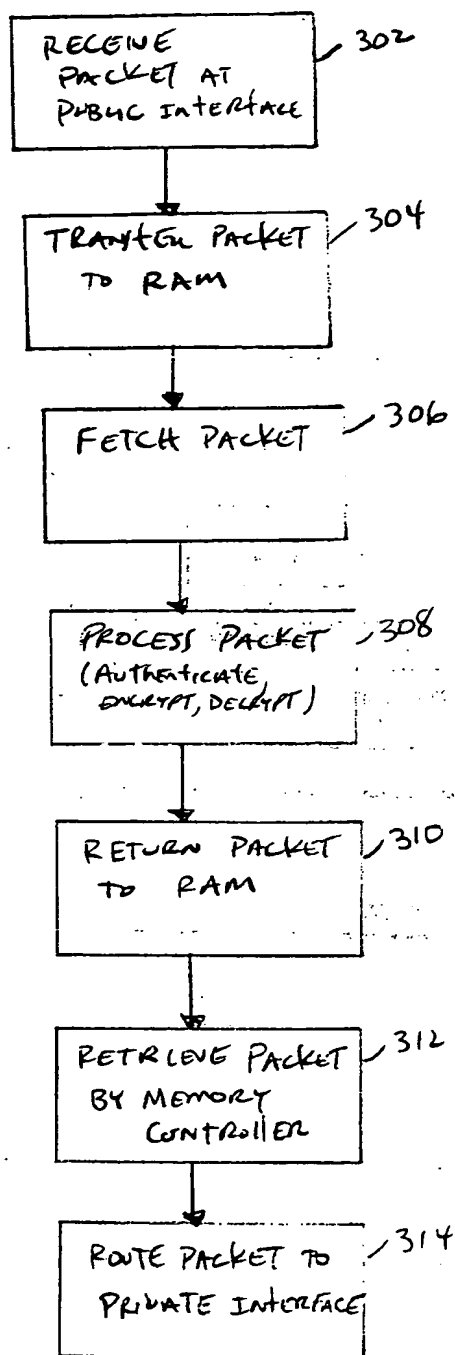 RECEIVE
PACKET AT
PUBLIC INTERFACE
302
TRANSFER PACKET
TO RAM
304
FETCH PACKET
306
PROCESS PACKET
(AUTHENTICATE,
ENCRYPT, DECRYPT)
308
RETURN PACKET
TO RAM
310
RETRIEVE PACKET
BY MEMORY
CONTROLLER
312
ROUTE PACKET TO
PRIVATE INTERFACE
314